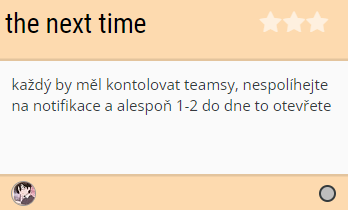 the next time
každý by měl kontolovat teamsy, nespolíhejte
na notifikace a alespoň 1-2 do dne to otevřete